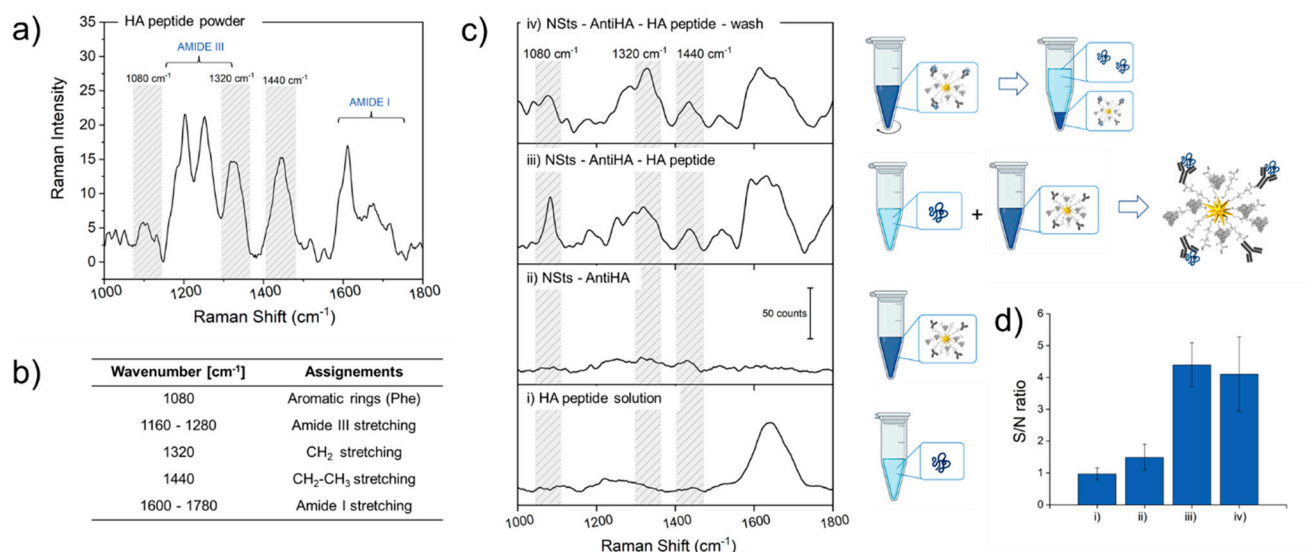 a)
HA peptide powder
AMIDE III
1080 cm-1
1320 cm-1
1440 cm-1
AMIDE I
35
30
25
20
15
10
5
0
Raman Intensity
1000 1200 1400 1600 1800
Raman Shift (cm-1)
b)
Wavenumber [cm-1] Assignements
1080 Aromatic rings (Phe)
1160 - 1280 Amide III stretching
1320 CH2 stretching
1440 CH2-CH3 stretching
1600 - 1780 Amide I stretching
c)
iv) NSts - AntiHA - HA peptide - wash
1080 cm-1 1320 cm-1 1440 cm-1
iii) NSts - AntiHA - HA peptide
ii) NSts - AntiHA
50 counts
i) HA peptide solution
1000 1200 1400 1600 1800
Raman Shift (cm-1)
+
d)
6
5
4
3
2
1
0
S/N ratio
i) ii) iii) iv)